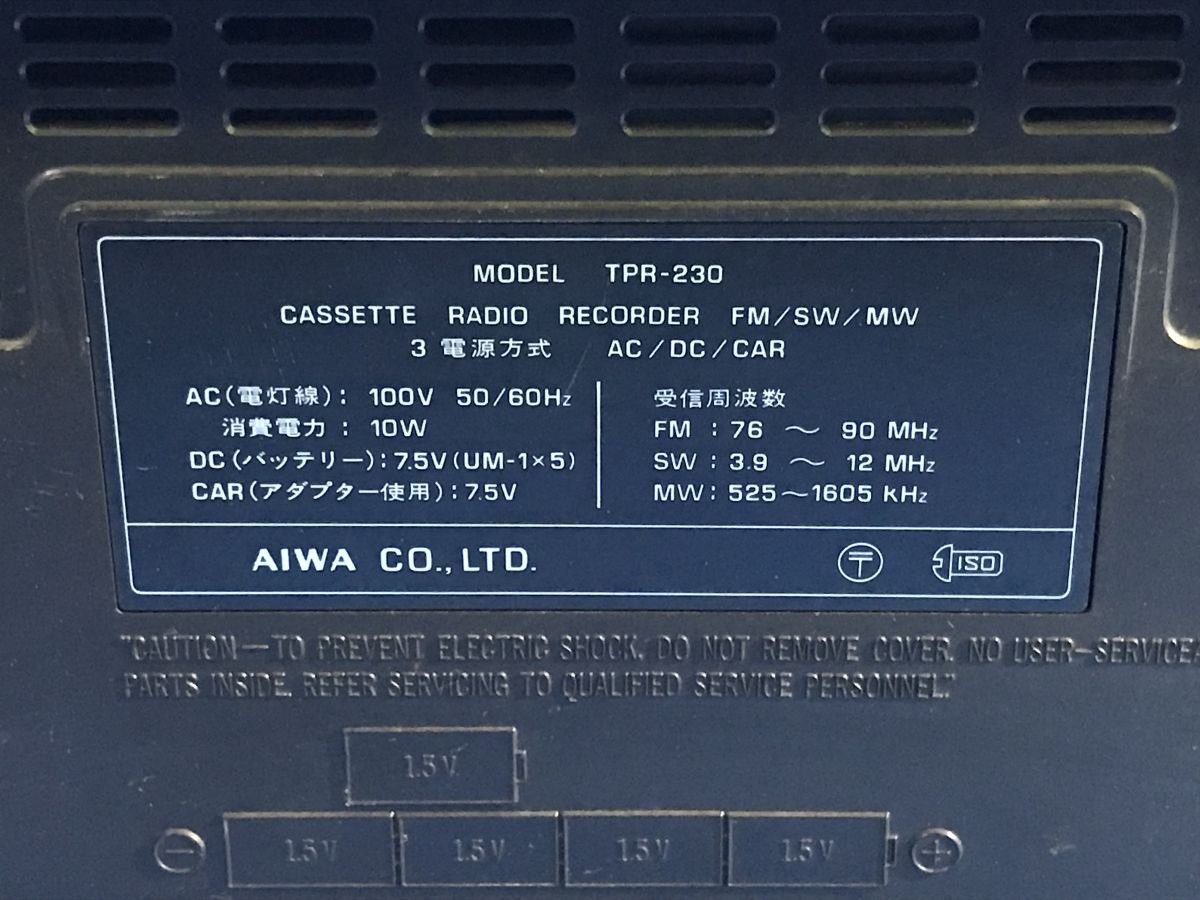 MODEL TPR-230
CASSETTE RADIO RECORDER FM/SW/MW
3 電源方式 AC/DC/CAR
AC(電灯線): 100V 50/60Hz
消費電力: 10W
DC(バッテリー): 7.5V(UM-1×5)
CAR(アダプター使用): 7.5V
受信周波数
FM : 76 〜 90 MHz
SW : 3.9 〜 12 MHz
MW: 525〜1605 kHz
AIWA CO., LTD.
〒 ISO
"CAUTION—TO PREVENT ELECTRIC SHOCK, DO NOT REMOVE COVER. NO USER-SERVICEA
PARTS INSIDE. REFER SERVICING TO QUALIFIED SERVICE PERSONNEL."
1.5V
− 1.5V 1.5V 1.5V 1.5V +